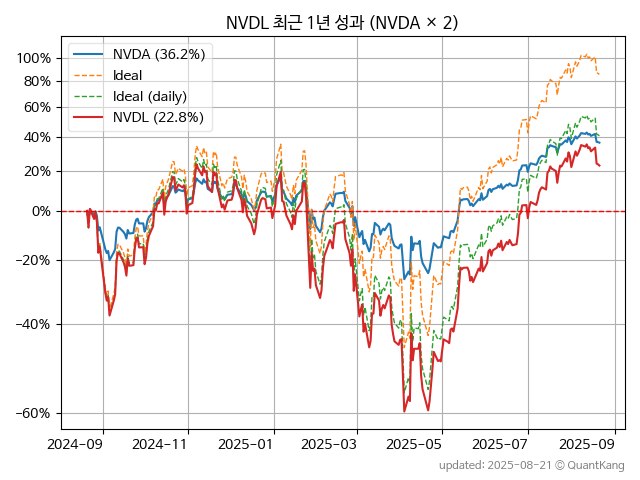 NVDL 최근 1년 성과 (NVDA × 2)
NVDA (36.2%)
Ideal
Ideal (daily)
NVDL (22.8%)
100%
80%
60%
40%
20%
0%
−20%
−40%
−60%
2024−09 2024−11 2025−01 2025−03 2025−05 2025−07 2025−09
updated: 2025-08-21 ⓒ QuantKang